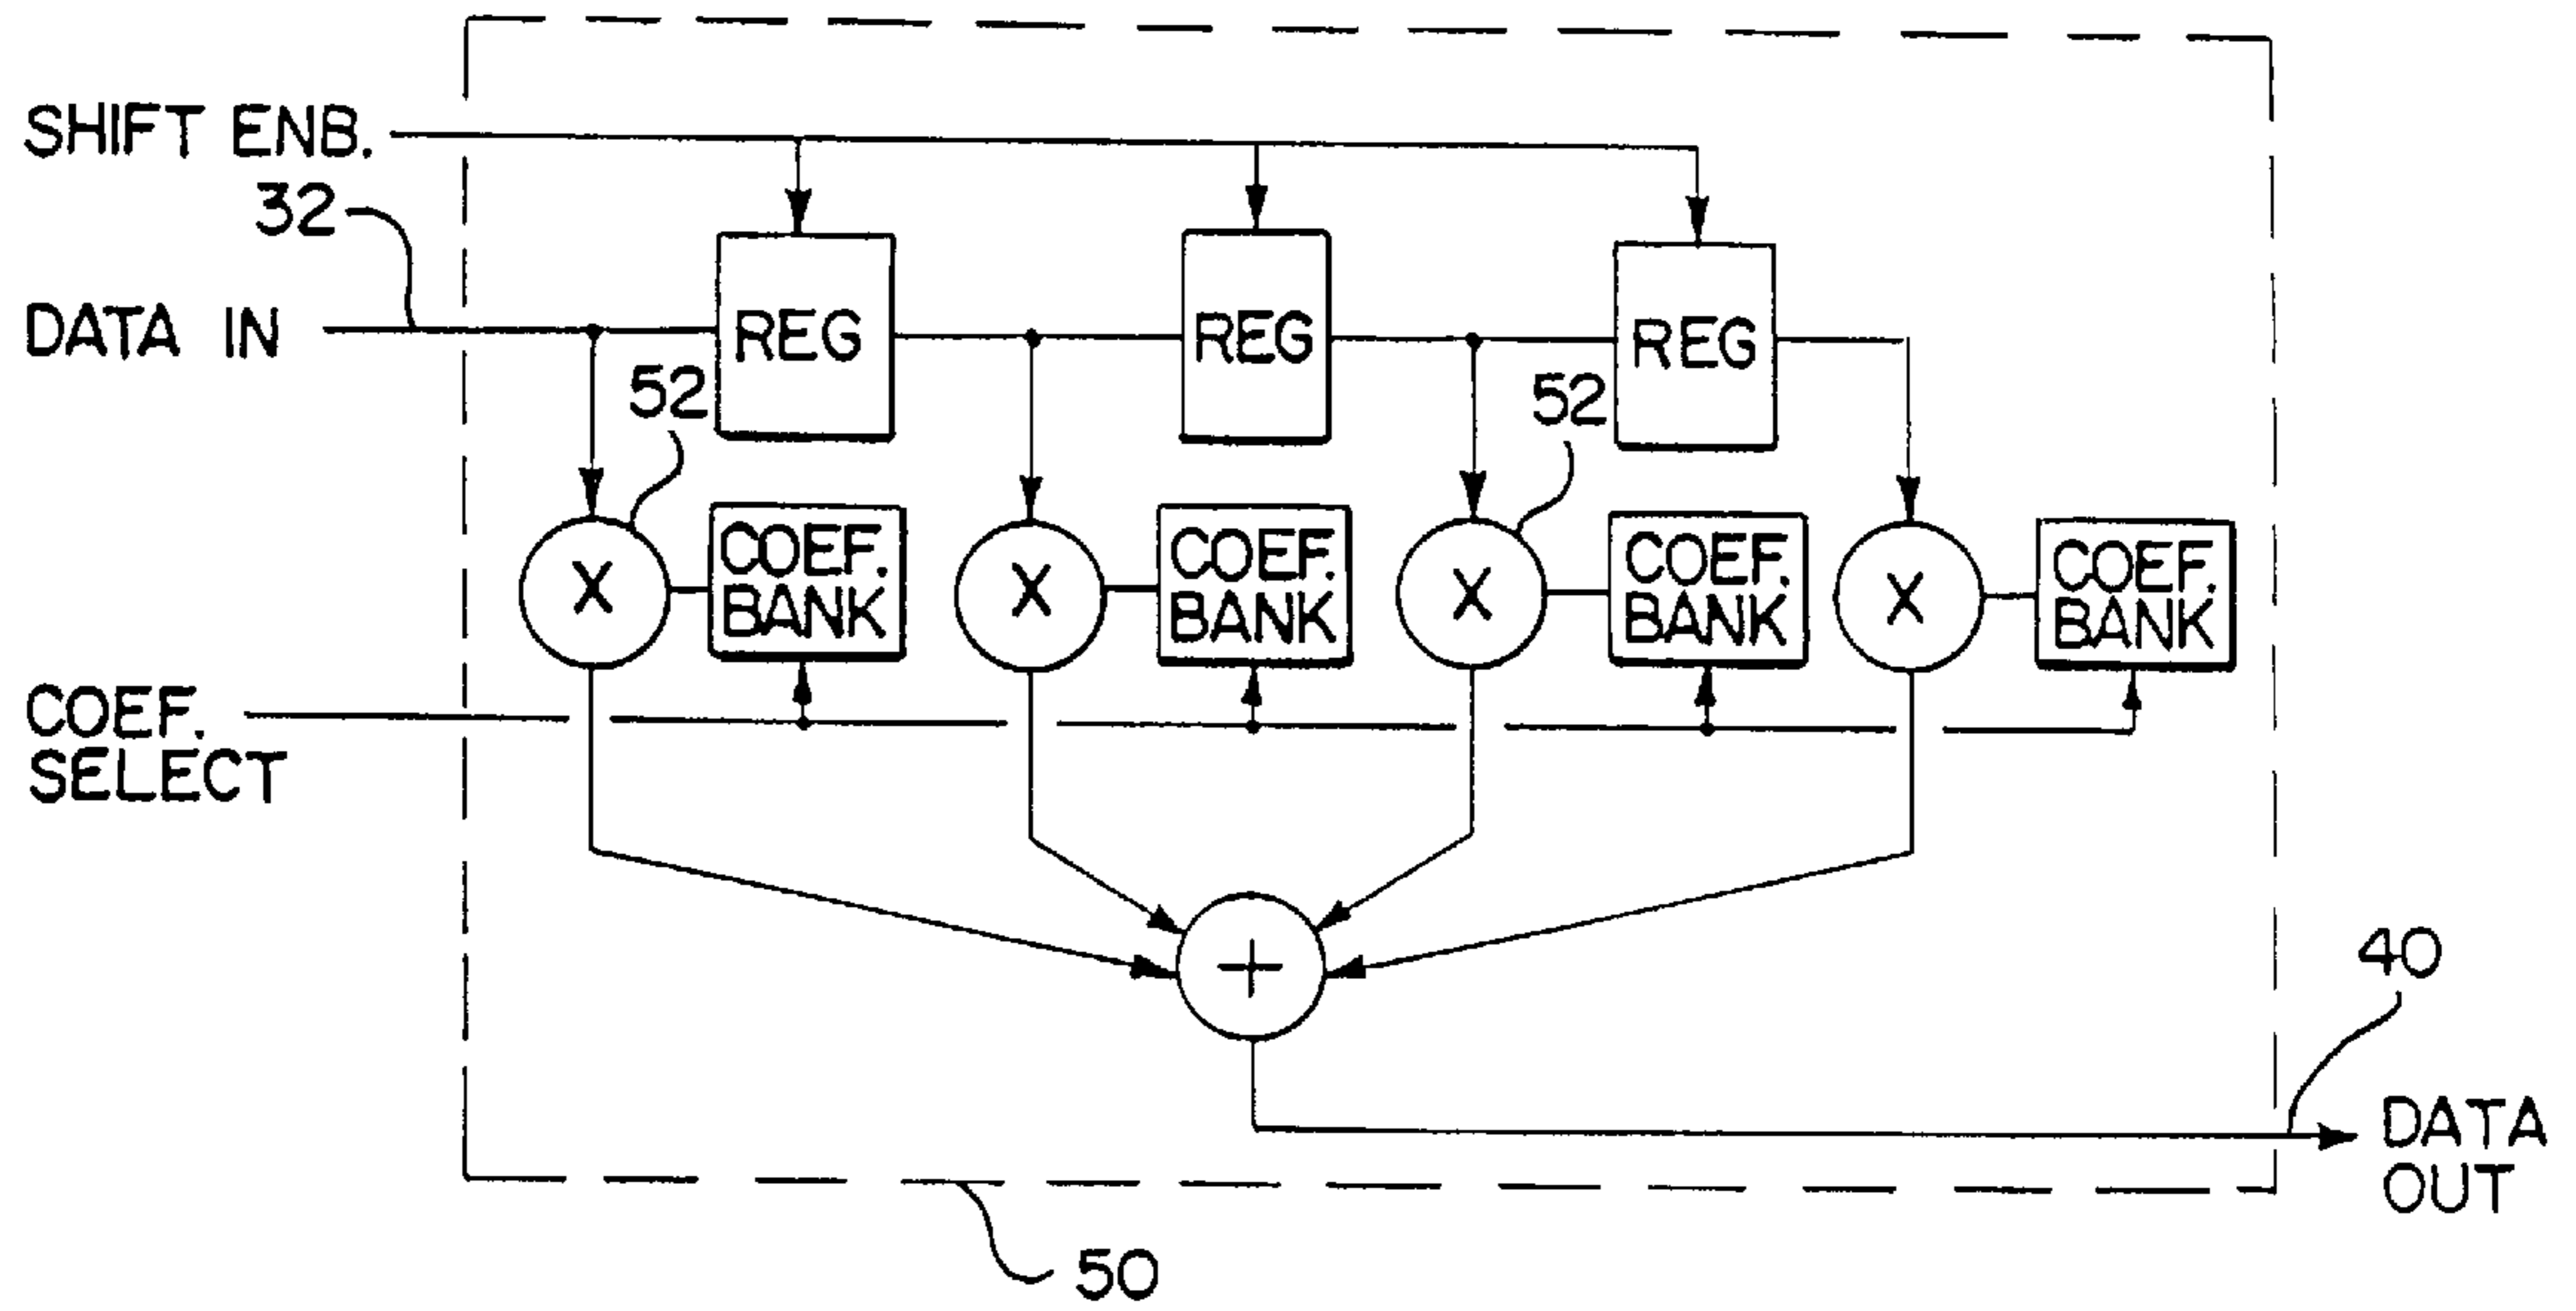 SHIFT ENB.
32
DATA IN
REG
REG
REG
52
52
X
COEF.
BANK
X
COEF.
BANK
X
COEF.
BANK
X
COEF.
BANK
COEF.
SELECT
+
40
DATA
OUT
50